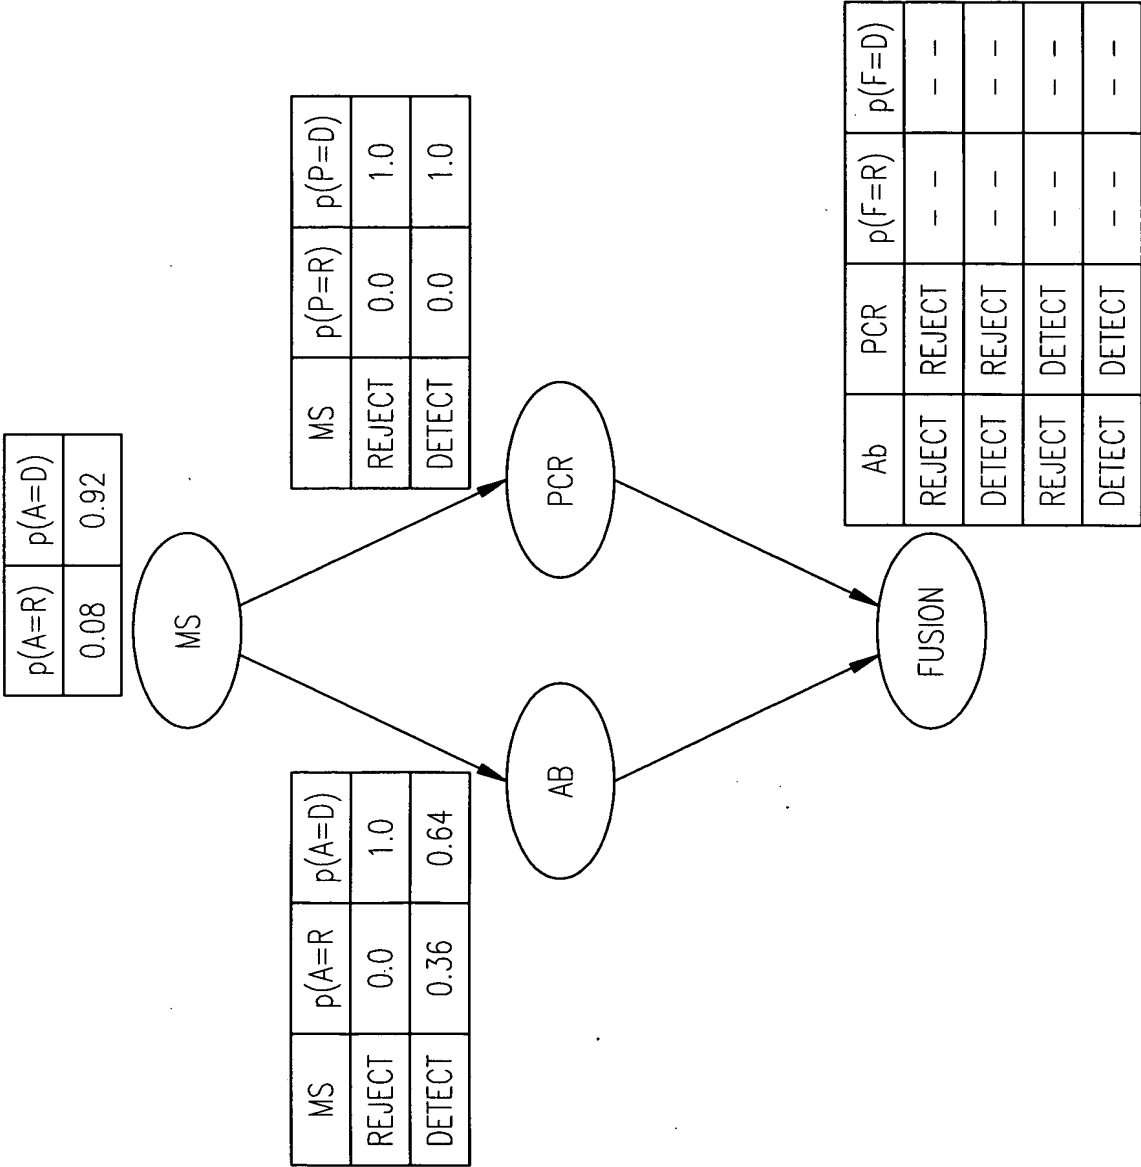 p(A=R) p(A=D)
0.08 0.92
MS
MS p(A=R p(A=D)
REJECT 0.0 1.0
DETECT 0.36 0.64
MS p(P=R) p(P=D)
REJECT 0.0 1.0
DETECT 0.0 1.0
AB
PCR
FUSION
Ab PCR p(F=R) p(F=D)
REJECT REJECT -- --
DETECT REJECT -- --
REJECT DETECT -- --
DETECT DETECT -- --